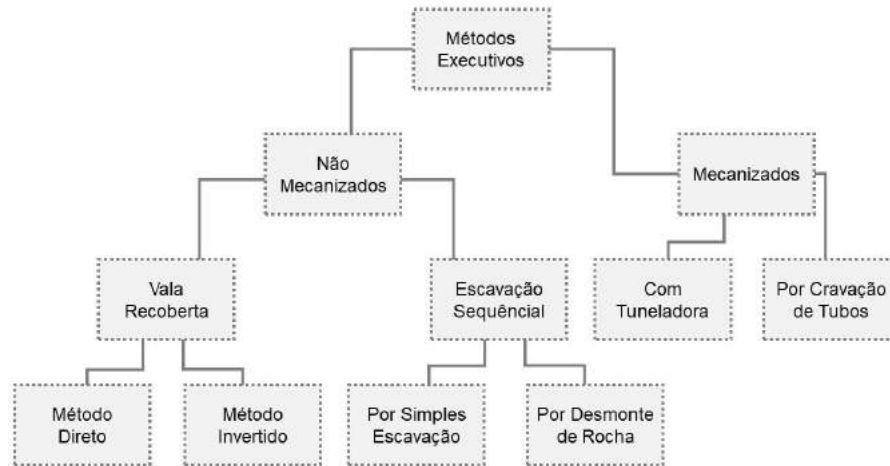 Métodos
Executivos
Não
Mecanizados
Mecanizados
Vala
Recoberta
Escavação
Sequêncial
Com
Tuneladora
Por Cravação
de Tubos
Método
Direto
Método
Invertido
Por Simples
Escavação
Por Desmonte
de Rocha